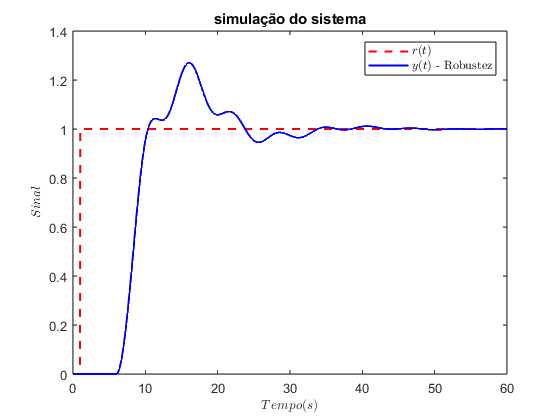 simulação do sistema
r(t)
y(t) - Robustez
1.4
1.2
1
0.8
0.6
0.4
0.2
0
Sinal
0 10 20 30 40 50 60
Tempo(s)